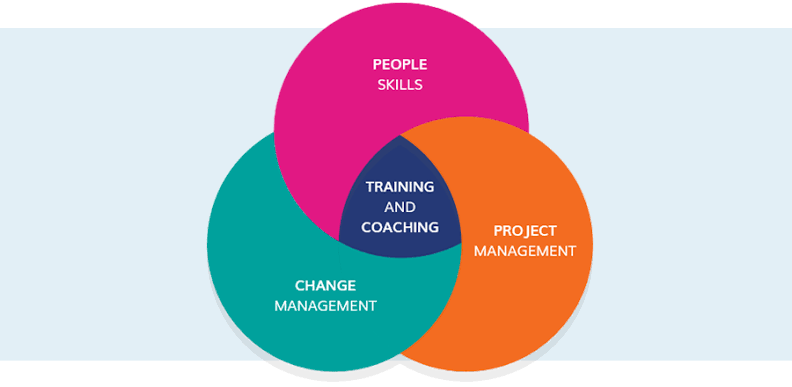 PEOPLE
SKILLS
TRAINING
AND
COACHING
PROJECT
MANAGEMENT
CHANGE
MANAGEMENT